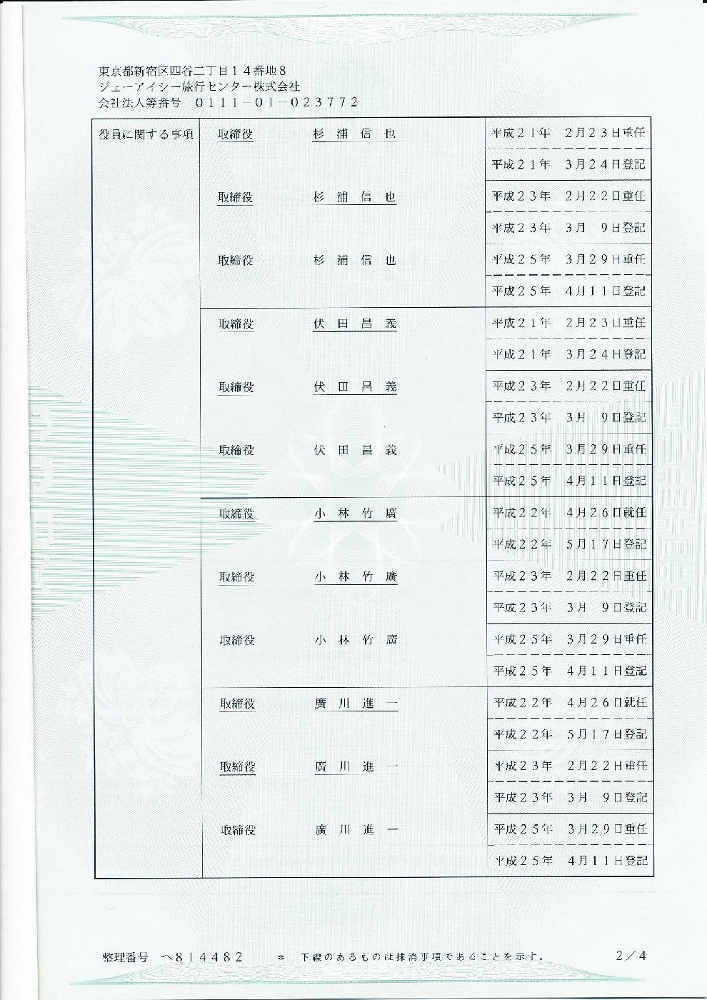 東京都新宿区四谷二丁目14番地8
ジェーアイシー旅行センター株式会社
会社法人等番号 0111-01-023772
役員に関する事項 取締役 杉浦信也 平成21年 2月23日重任
平成21年 3月24日登記
取締役 杉浦信也 平成23年 2月22日重任
平成23年 3月 9日登記
取締役 杉浦信也 平成25年 3月29日重任
平成25年 4月11日登記
取締役 伏田昌義 平成21年 2月23日重任
平成21年 3月24日登記
取締役 伏田昌義 平成23年 2月22日重任
平成23年 3月 9日登記
取締役 伏田昌義 平成25年 3月29日重任
平成25年 4月11日登記
取締役 小林竹廣 平成22年 4月26日就任
平成22年 5月17日登記
取締役 小林竹廣 平成23年 2月22日重任
平成23年 3月 9日登記
取締役 小林竹廣 平成25年 3月29日重任
平成25年 4月11日登記
取締役 廣川進一 平成22年 4月26日就任
平成22年 5月17日登記
取締役 廣川進一 平成23年 2月22日重任
平成23年 3月 9日登記
取締役 廣川進一 平成25年 3月29日重任
平成25年 4月11日登記
整理番号 ヘ814482 * 下線のあるものは抹消事項であることを示す。 2/4